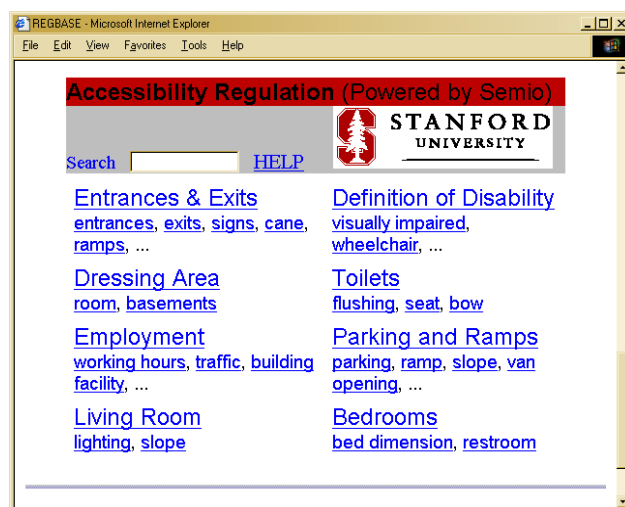 REGBASE - Microsoft Internet Explorer
File Edit View Favorites Tools Help
Accessibility Regulation (Powered by Semio)
STANFORD
UNIVERSITY
Search HELP
Entrances & Exits
entrances, exits, signs, cane,
ramps, ...
Definition of Disability
visually impaired,
wheelchair, ...
Dressing Area
room, basements
Toilets
flushing, seat, bow
Employment
working hours, traffic, building
facility, ...
Parking and Ramps
parking, ramp, slope, van
opening, ...
Living Room
lighting, slope
Bedrooms
bed dimension, restroom